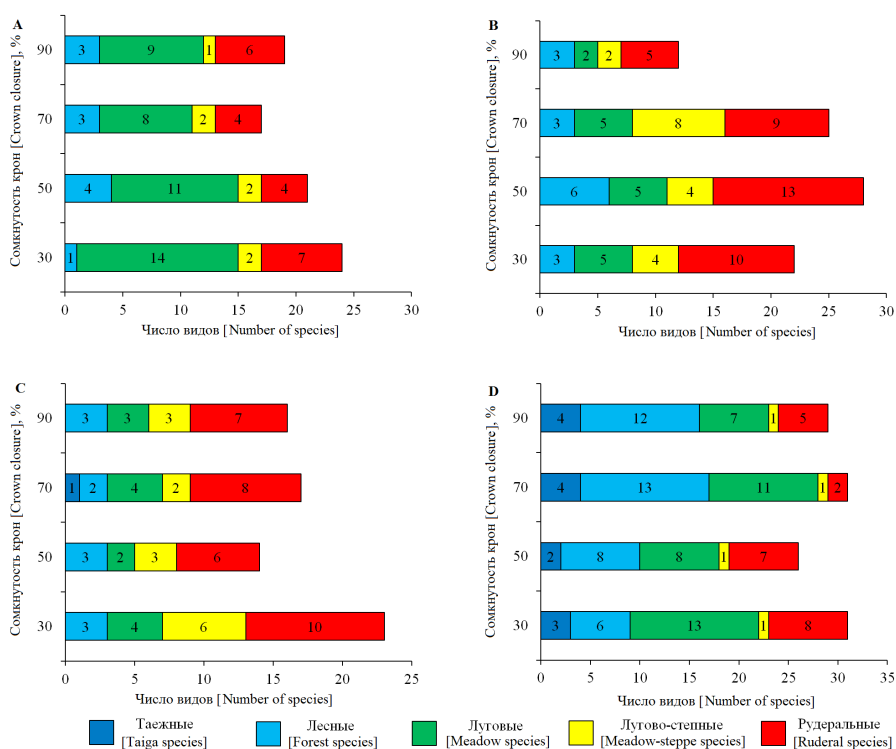 A
Сомкнутость крон [Crown closure], %
90
3 9 1 6
70
3 8 2 4
50
4 11 2 4
30
1 14 2 7
0 5 10 15 20 25 30
Число видов [Number of species]
B
Сомкнутость крон [Crown closure], %
90
3 2 2 5
70
3 5 8 9
50
6 5 4 13
30
3 5 4 10
0 5 10 15 20 25 30
Число видов [Number of species]
C
Сомкнутость крон [Crown closure], %
90
3 3 3 7
70
1 2 4 2 8
50
3 2 3 6
30
3 4 6 10
0 5 10 15 20 25
Число видов [Number of species]
D
Сомкнутость крон [Crown closure], %
90
4 12 7 1 5
70
4 13 11 1 2
50
2 8 8 1 7
30
3 6 13 1 8
0 5 10 15 20 25 30 35
Число видов [Number of species]
Таежные
[Taiga species]
Лесные
[Forest species]
Луговые
[Meadow species]
Лугово-степные
[Meadow-steppe species]
Рудеральные
[Ruderal species]